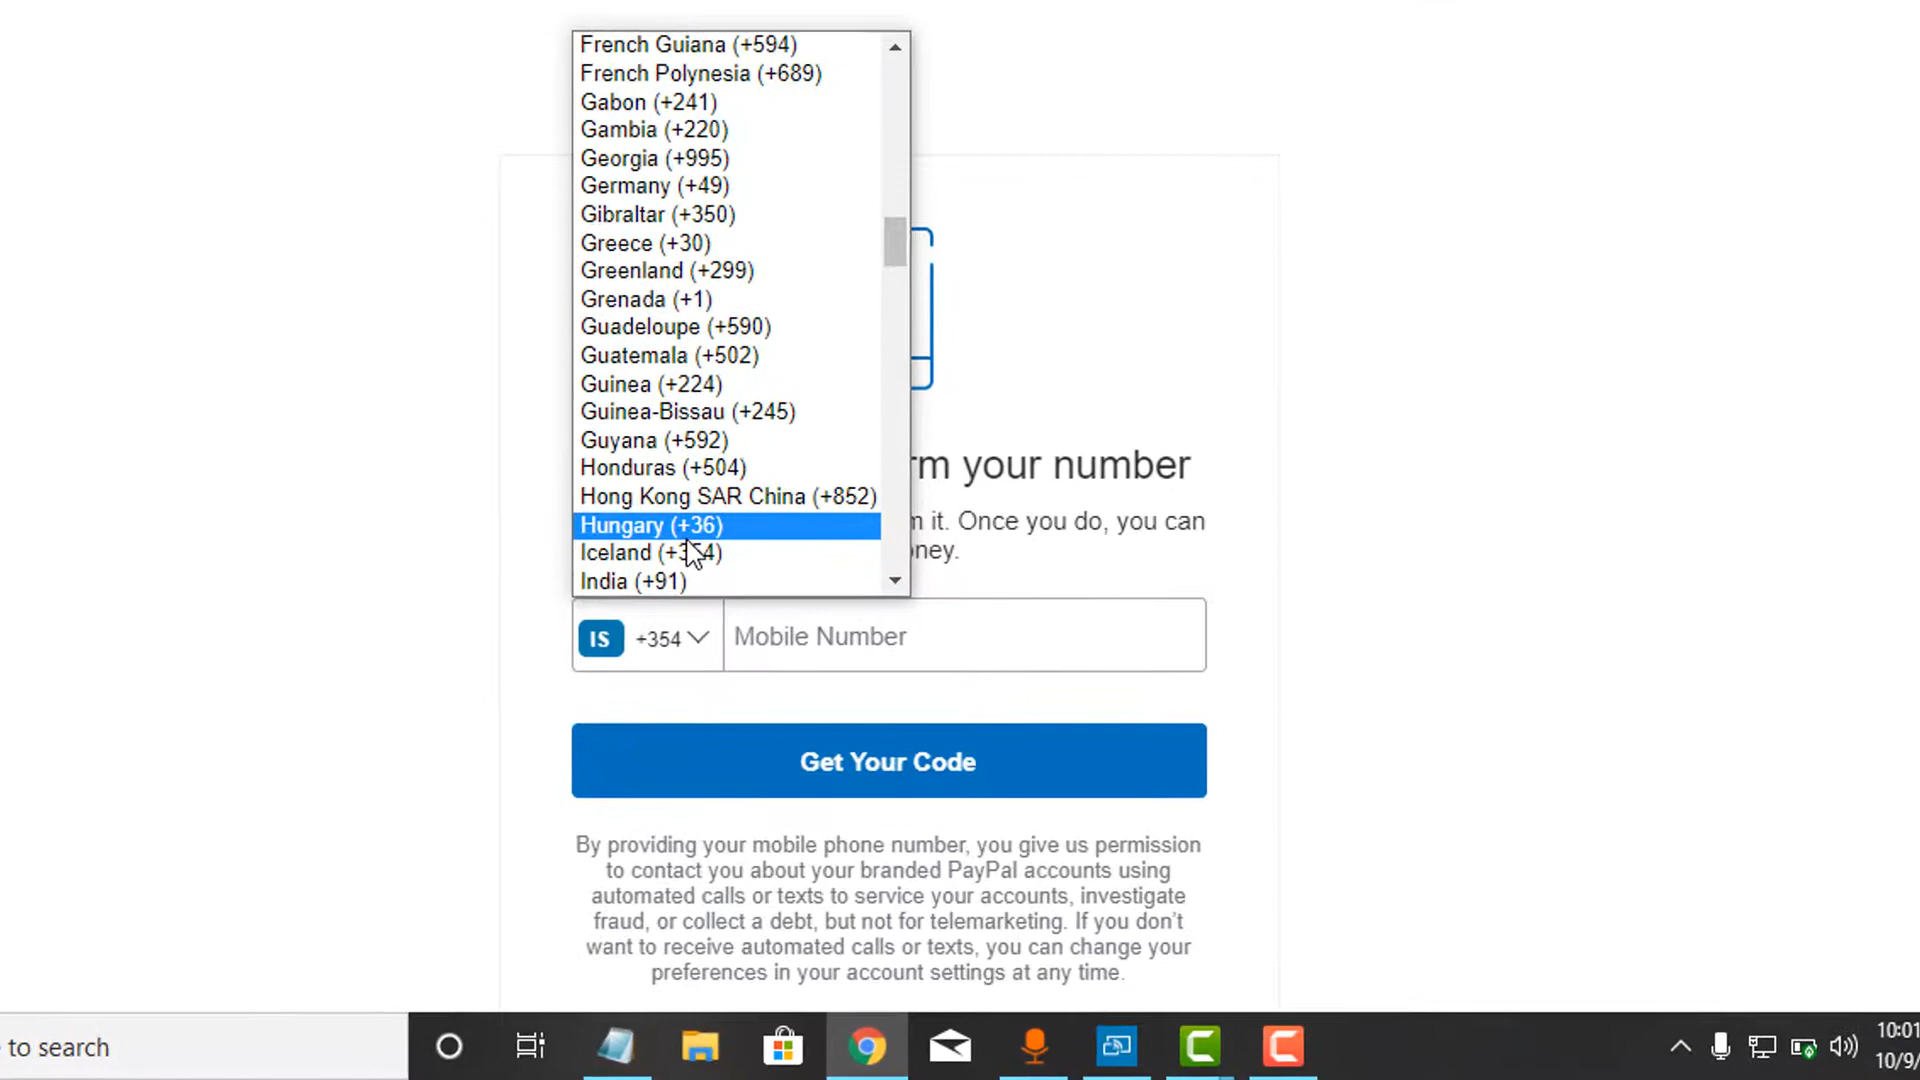 French Guiana (+594)
French Polynesia (+689)
Gabon (+241)
Gambia (+220)
Georgia (+995)
Germany (+49)
Gibraltar (+350)
Greece (+30)
Greenland (+299)
Grenada (+1)
Guadeloupe (+590)
Guatemala (+502)
Guinea (+224)
Guinea-Bissau (+245)
Guyana (+592)
Honduras (+504)
Hong Kong SAR China (+852)
Hungary (+36)
Iceland (+354)
India (+91)
rm your number
m it. Once you do, you can
oney.
IS +354 Mobile Number
Get Your Code
By providing your mobile phone number, you give us permission
to contact you about your branded PayPal accounts using
automated calls or texts to service your accounts, investigate
fraud, or collect a debt, but not for telemarketing. If you don’t
want to receive automated calls or texts, you can change your
preferences in your account settings at any time.
to search
10:01
10/9/